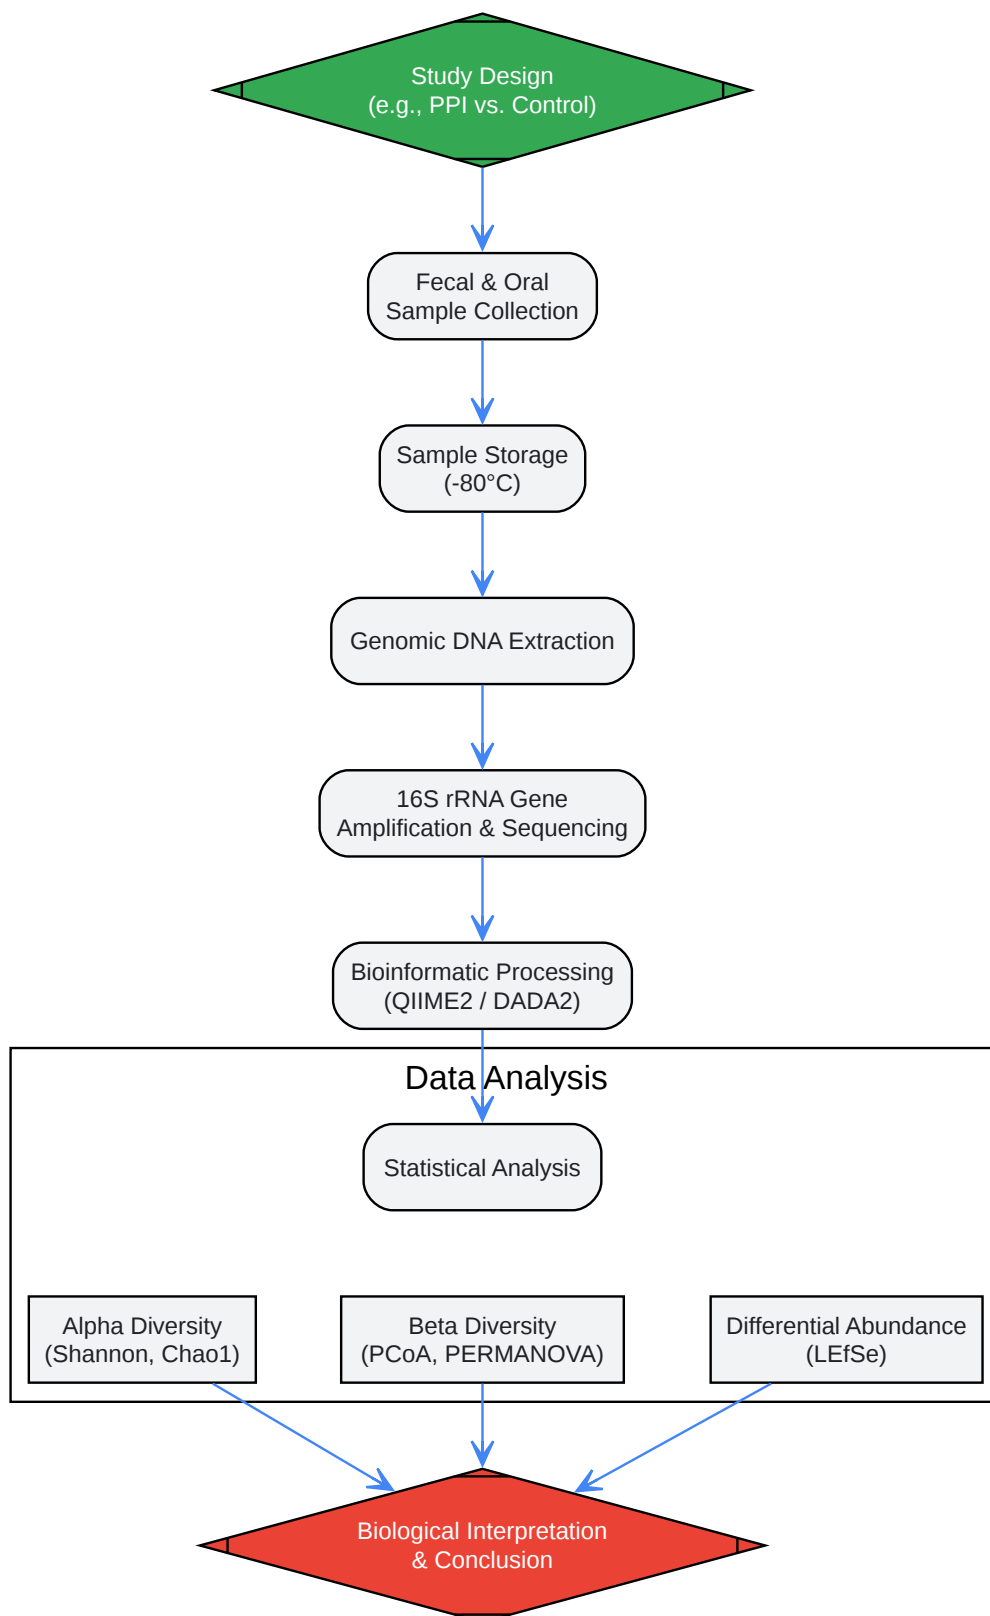 Study Design
(e.g., PPI vs. Control)
Fecal & Oral
Sample Collection
Sample Storage
(-80°C)
Genomic DNA Extraction
16S rRNA Gene
Amplification & Sequencing
Bioinformatic Processing
(QIIME2 / DADA2)
Data Analysis
Statistical Analysis
Alpha Diversity
(Shannon, Chao1)
Beta Diversity
(PCoA, PERMANOVA)
Differential Abundance
(LEfSe)
Biological Interpretation
& Conclusion